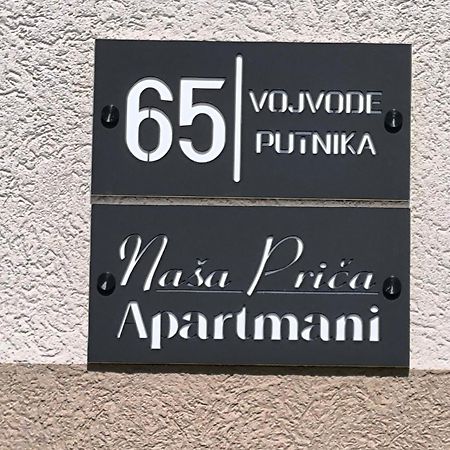 65
VOJVODE
PUTNIKA
Naša Priča
Apartmani